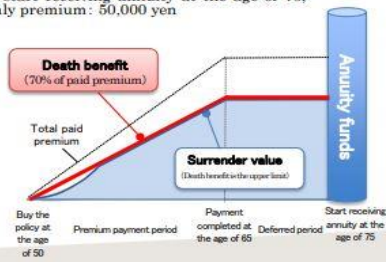 nly premium: 50,000 yen
Death benefit
(70% of paid premium)
Total paid
premium
Surrender value
(Death benefit is the upper limit)
Anuuity funds
Buy the
policy at
the age
of 50
Premium payment period
Payment
completed at
the age of 65
Deferred period
Start receiving
annuity at the
age of 75